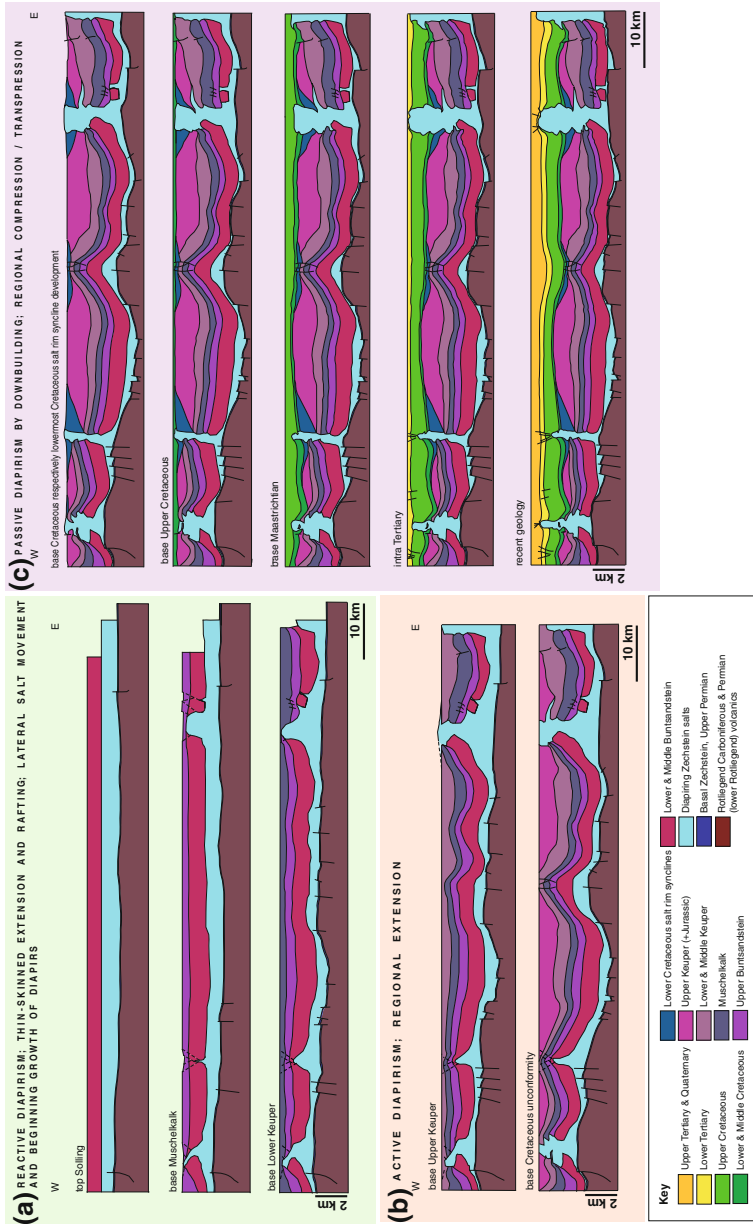 (a) REACTIVE DIAPIRISM; THIN-SKINNED EXTENSION AND RAFTING; LATERAL SALT MOVEMENT
AND BEGINNING GROWTH OF DIAPIRS
W E
top Solling
base Muschelkalk
base Lower Keuper
2 km
10 km
(b) ACTIVE DIAPIRISM; REGIONAL EXTENSION
W E
base Upper Keuper
base Cretaceous unconformity
2 km
10 km
(c) PASSIVE DIAPIRISM BY DOWNBUILDING; REGIONAL COMPRESSION / TRANSPRESSION
W E
base Cretaceous respectively lowermost Cretaceous salt rim syncline development
base Upper Cretaceous
base Maastrichtian
intra Tertiary
recent geology
2 km
10 km
Key
Upper Tertiary & Quaternary
Lower Tertiary
Upper Cretaceous
Lower & Middle Cretaceous
Lower Cretaceous salt rim synclines
Upper Keuper (+Jurassic)
Lower & Middle Keuper
Muschelkalk
Upper Buntsandstein
Lower & Middle Buntsandstein
Diapiring Zechstein salts
Basal Zechstein, Upper Permian
Rotliegend Carboniferous & Permian
(lower Rotliegend) volcanics